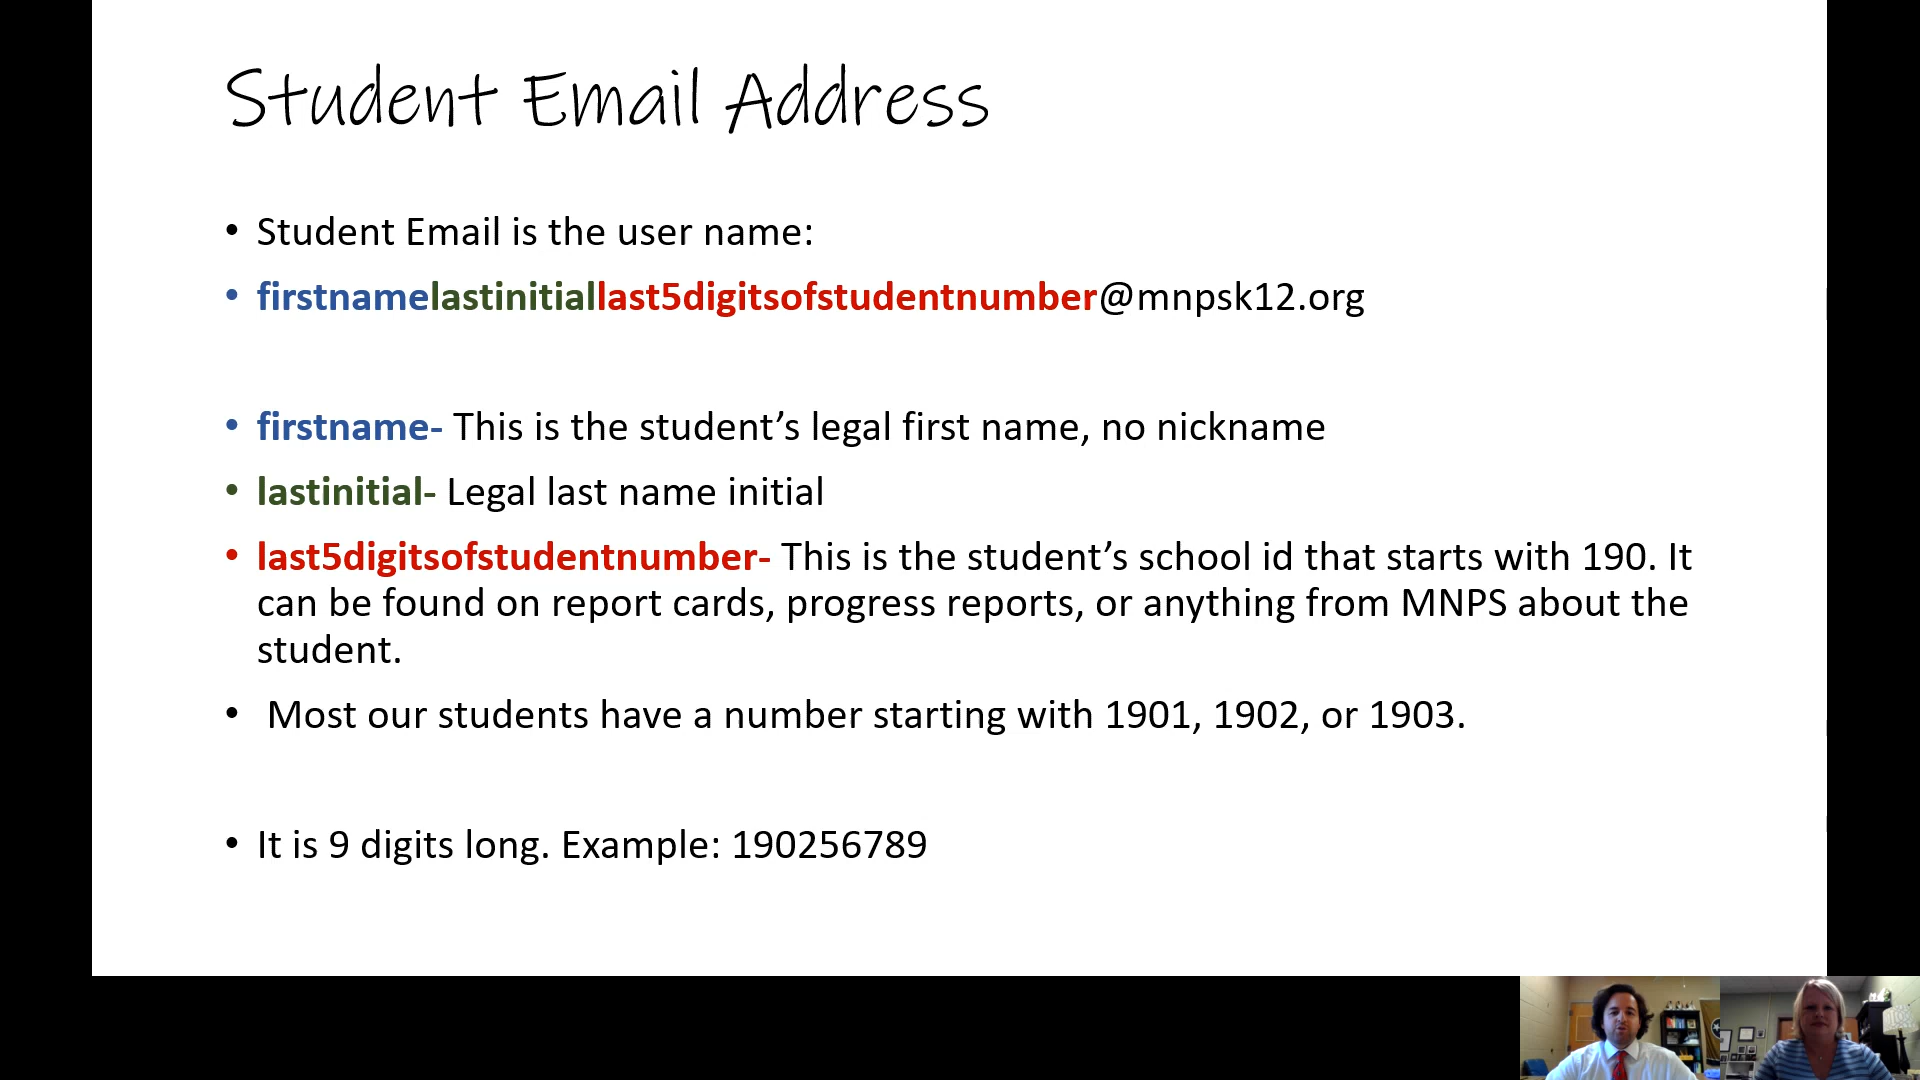 Student Email Address
• Student Email is the user name:
• firstnamelastinitiallast5digitsofstudentnumber@mnpsk12.org
• firstname- This is the student’s legal first name, no nickname
• lastinitial- Legal last name initial
• last5digitsofstudentnumber- This is the student’s school id that starts with 190. It
can be found on report cards, progress reports, or anything from MNPS about the
student.
• Most our students have a number starting with 1901, 1902, or 1903.
• It is 9 digits long. Example: 190256789